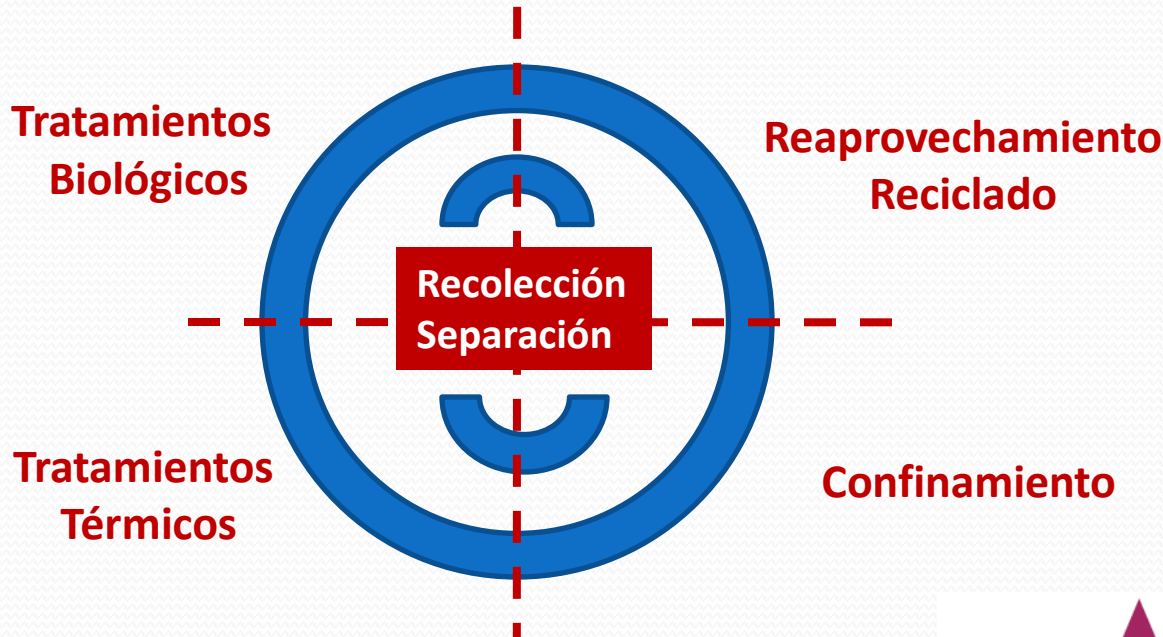 Tratamientos
Biológicos
Reaprovechamiento
Reciclado
Recolección
Separación
Tratamientos
Térmicos
Confinamiento